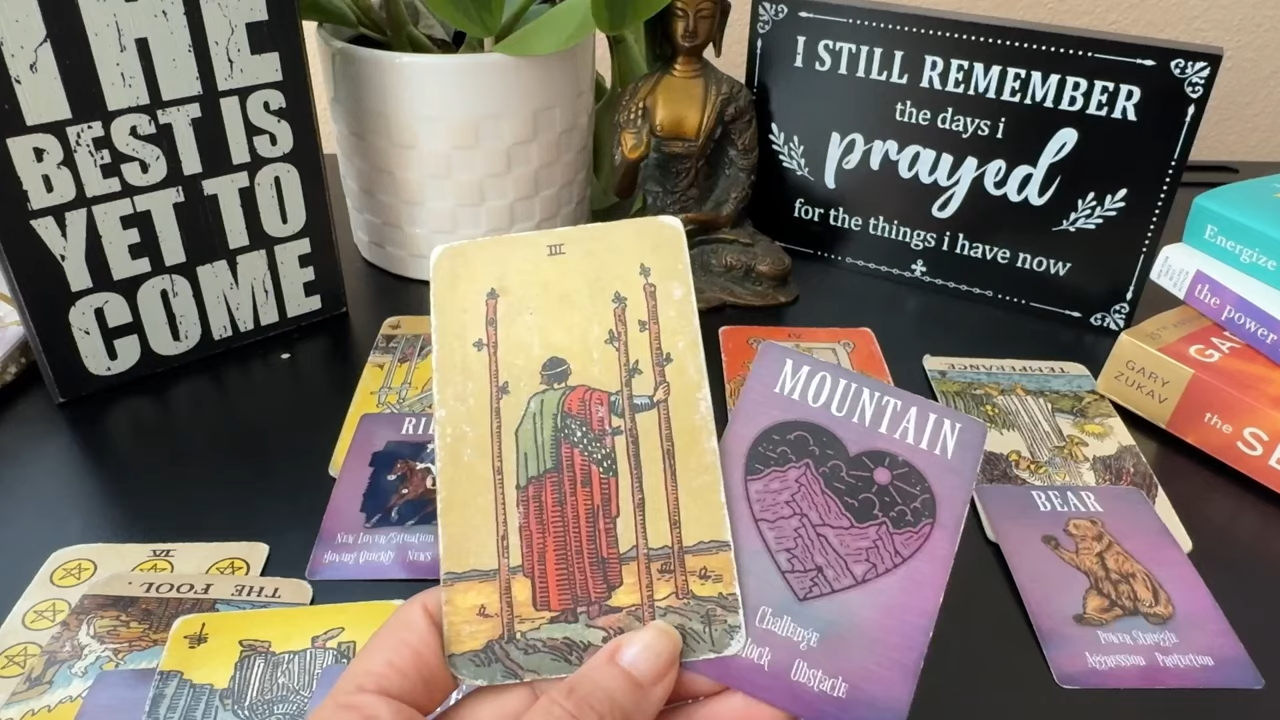 THE
BEST IS
YET TO
COME
I STILL REMEMBER
the days i
prayed
for the things i have now
Energize
the power
GARY
ZUKAV
the
III
MOUNTAIN
Challenge
Obstacle
TEMPERANCE
BEAR
Power Struggle
Aggression Protection
New Lover/Situation
Moving Quickly News
VI
THE FOOL.